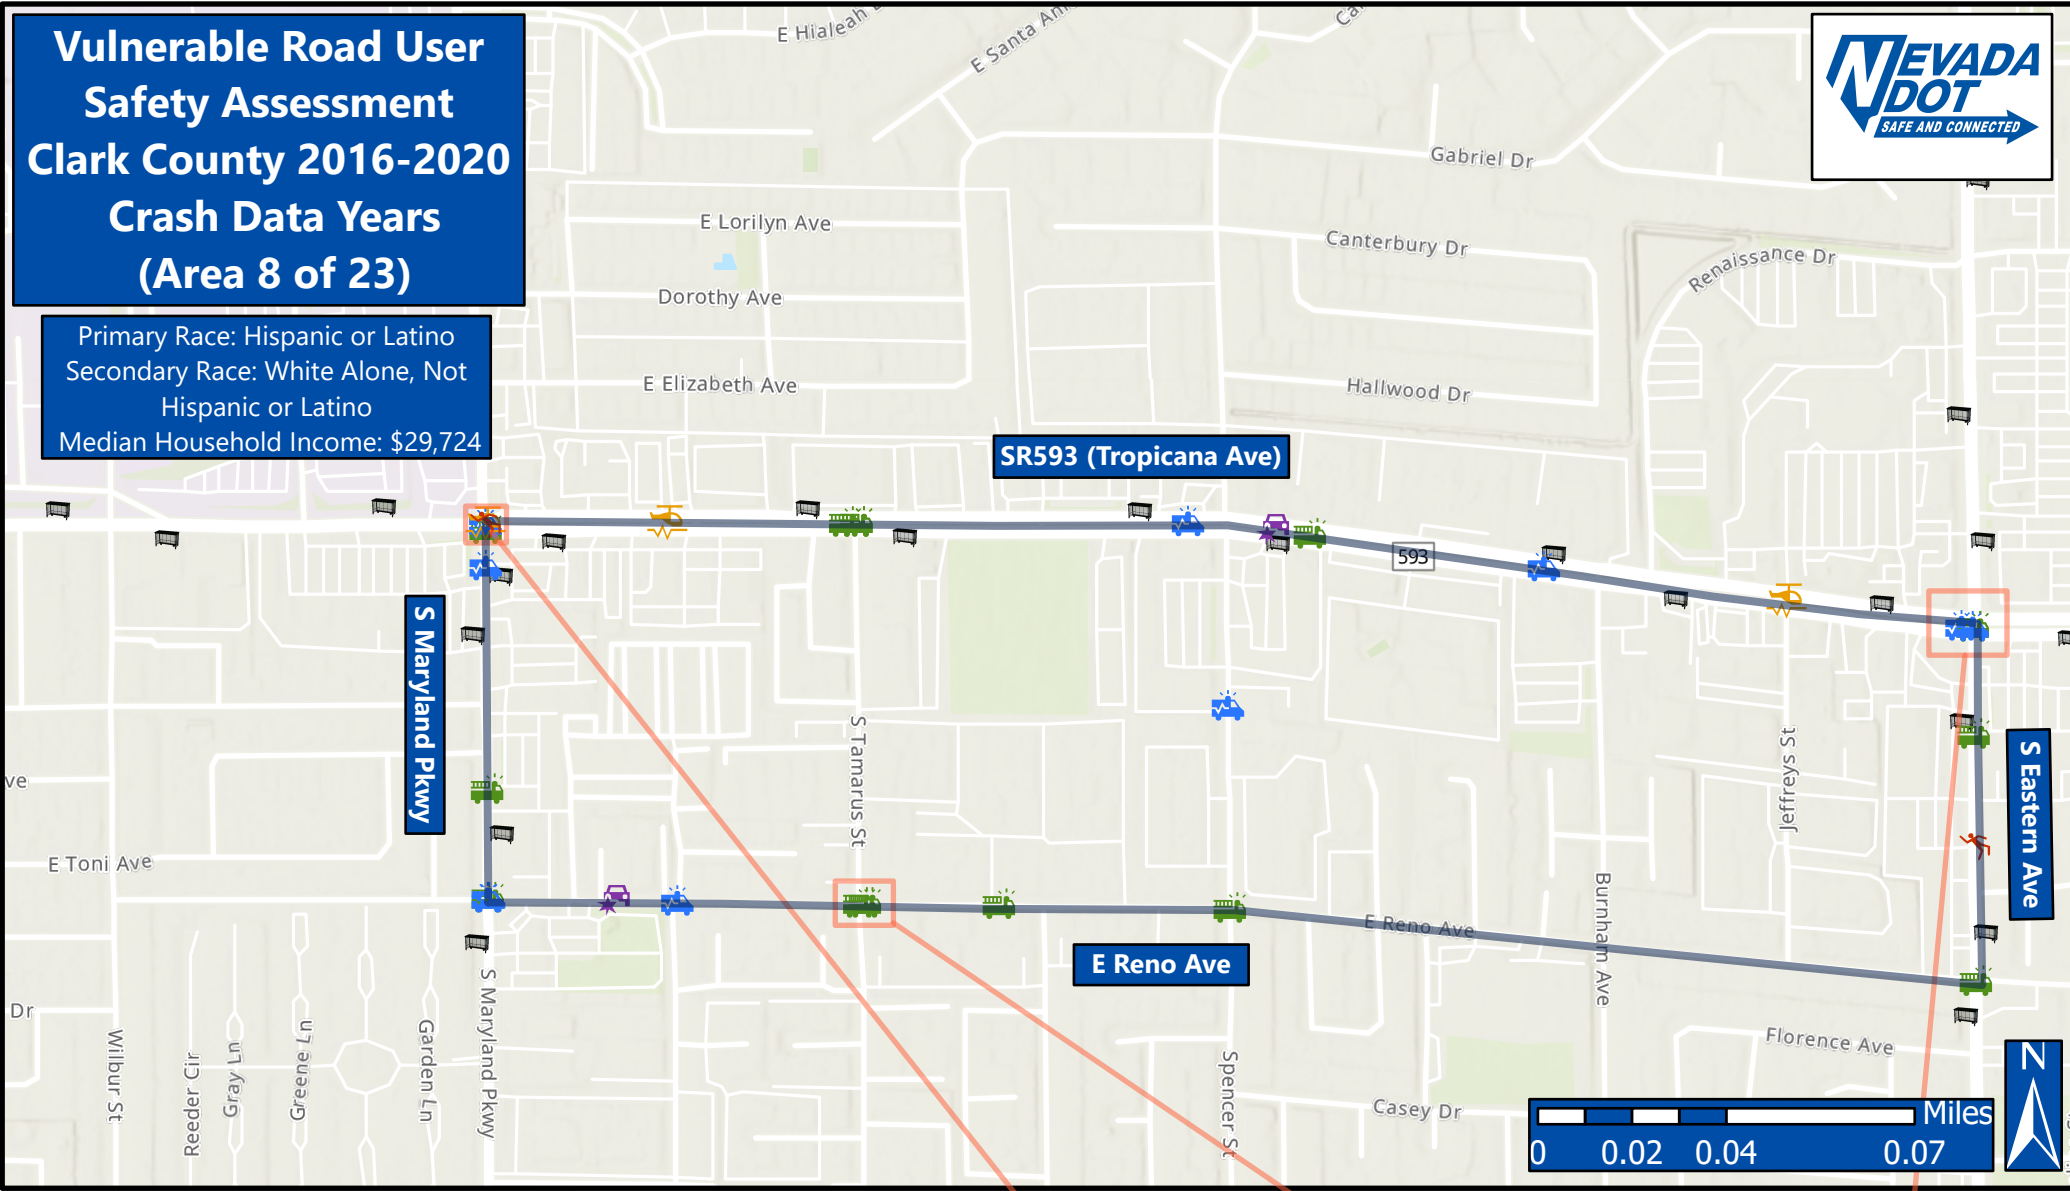 Vulnerable Road User
Safety Assessment
Clark County 2016-2020
Crash Data Years
(Area 8 of 23)
Primary Race: Hispanic or Latino
Secondary Race: White Alone, Not
Hispanic or Latino
Median Household Income: $29,724
NEVADA
DOT
SAFE AND CONNECTED
E Hialeah
E Santa Ani
Gabriel Dr
E Lorilyn Ave
Canterbury Dr
Renaissance Dr
Dorothy Ave
E Elizabeth Ave
Hallwood Dr
SR593 (Tropicana Ave)
593
S Maryland Pkwy
S Tamarus St
Jeffreys St
S Eastern Ave
ve
E Toni Ave
E Reno Ave
E Reno Ave
Burnham Ave
Dr
Wilbur St
Reeder Cir
Gray Ln
Greene Ln
Garden Ln
S Maryland Pkwy
Spencer St
Florence Ave
Casey Dr
N
Miles
0 0.02 0.04 0.07